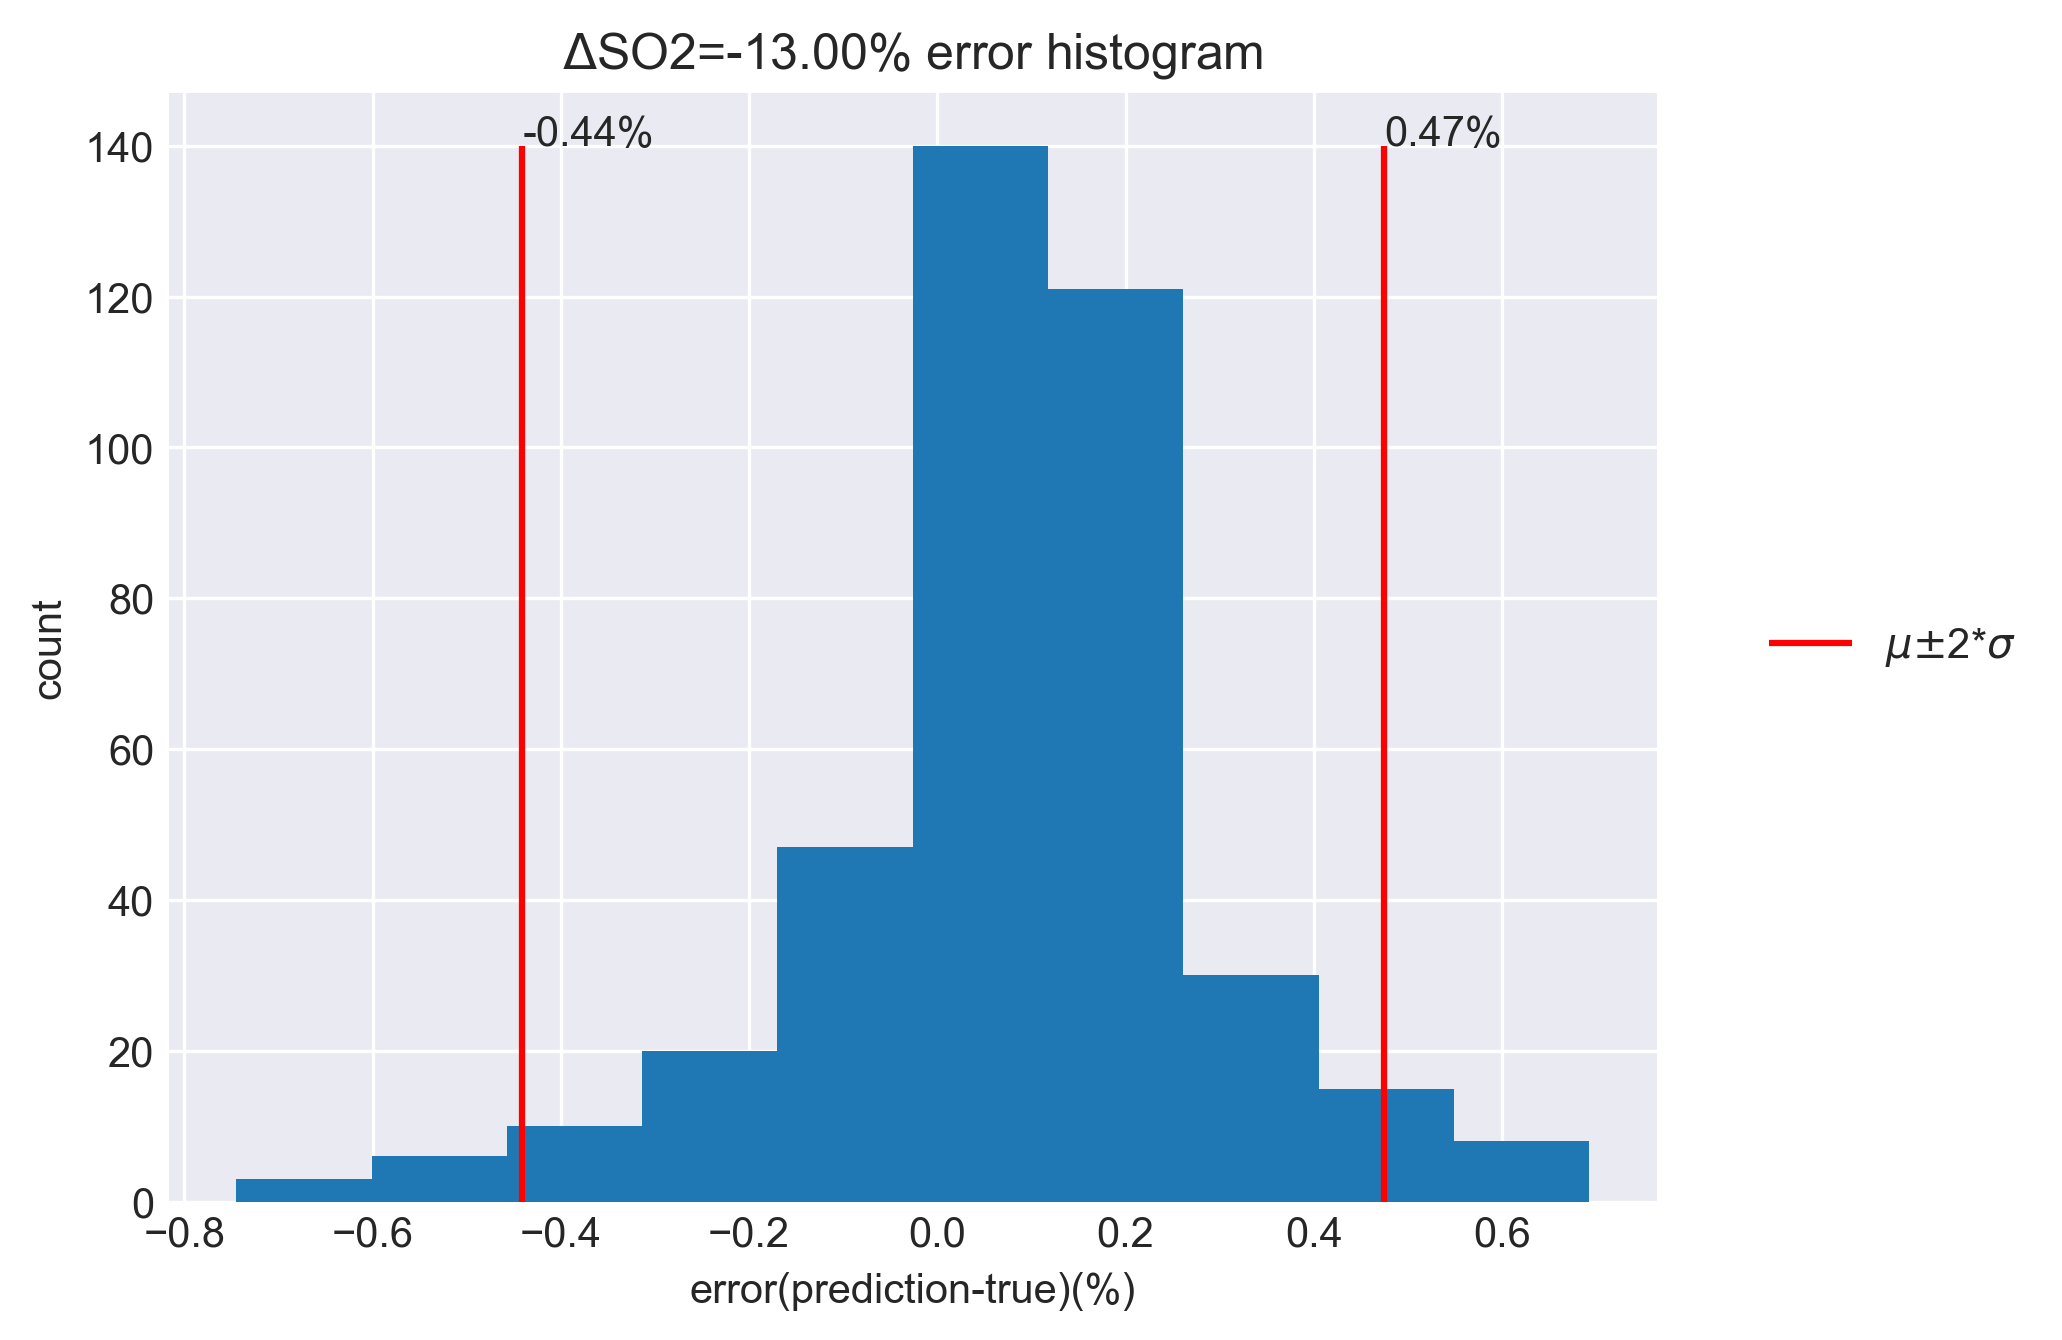 ΔSO2=-13.00% error histogram
-0.44%
0.47%
140
120
100
80
60
40
20
0
count
μ±2*σ
−0.8 −0.6 −0.4 −0.2 0.0 0.2 0.4 0.6
error(prediction-true)(%)